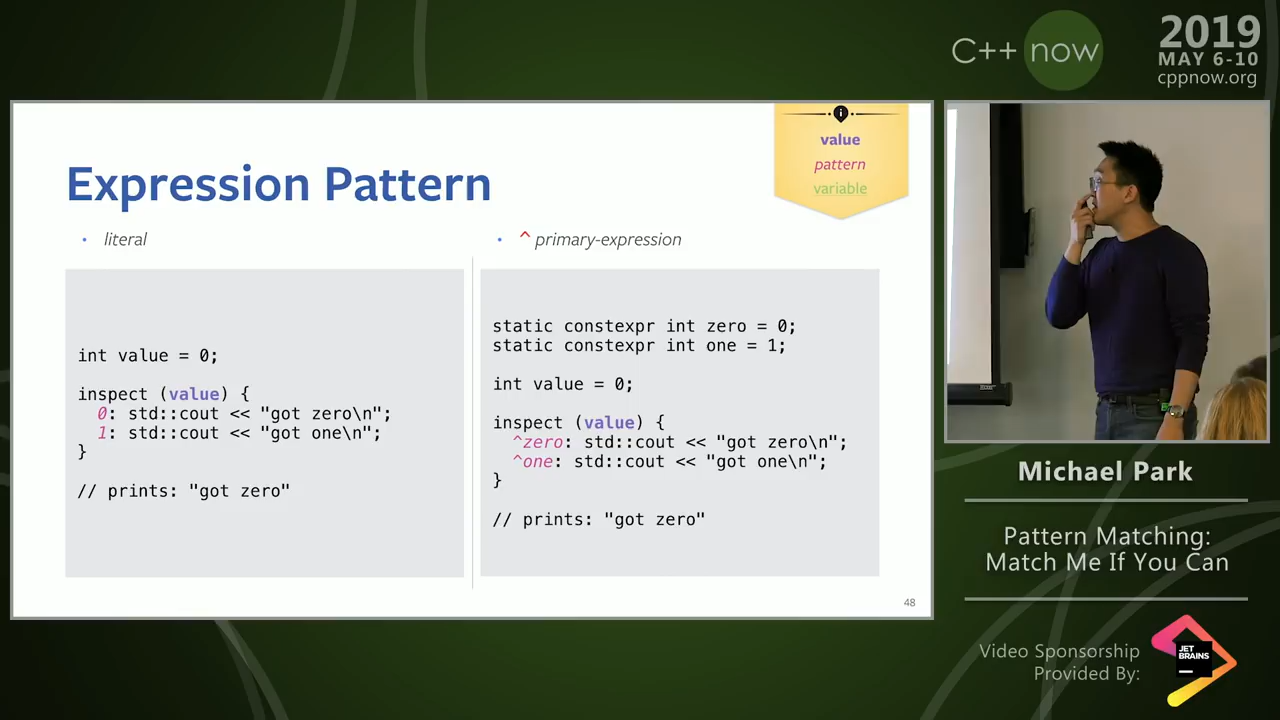 C++ now
2019
MAY 6-10
cppnow.org
i
value
pattern
variable
Expression Pattern
• literal
int value = 0;
inspect (value) {
  0: std::cout << "got zero\n";
  1: std::cout << "got one\n";
}
// prints: "got zero"
• ^ primary-expression
static constexpr int zero = 0;
static constexpr int one = 1;
int value = 0;
inspect (value) {
  ^zero: std::cout << "got zero\n";
  ^one: std::cout << "got one\n";
}
// prints: "got zero"
48
Michael Park
Pattern Matching:
Match Me If You Can
Video Sponsorship
Provided By:
JET
BRAINS